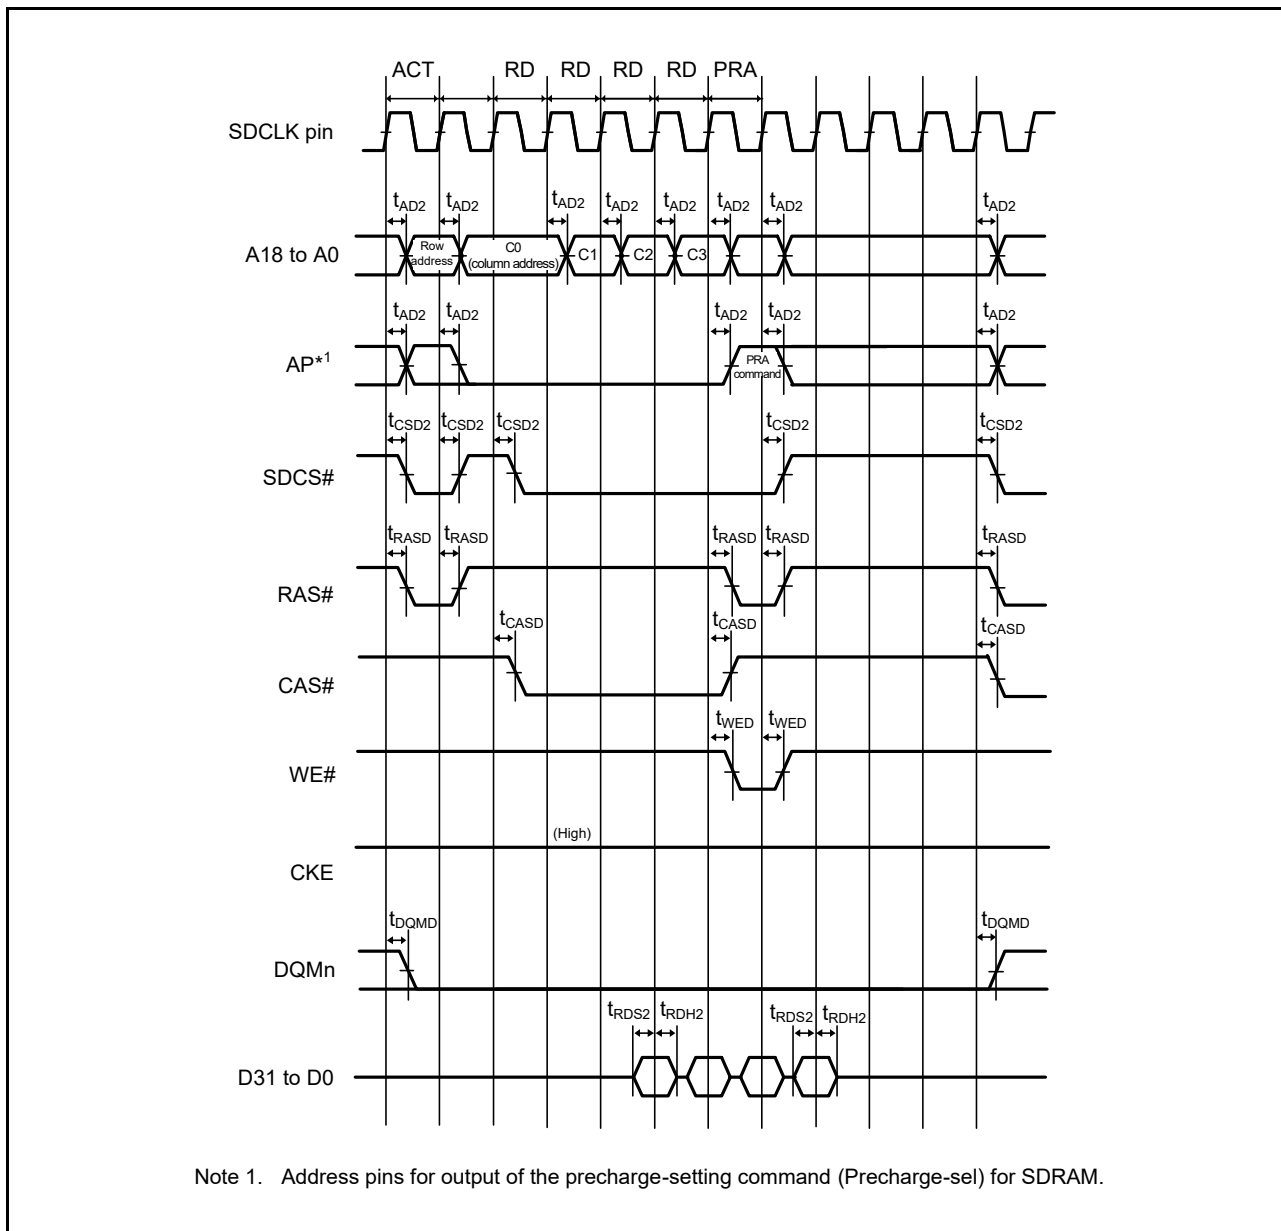 ACT RD RD RD RD PRA
SDCLK pin
tAD2 tAD2 tAD2 tAD2 tAD2 tAD2 tAD2 tAD2
A18 to A0
Row
address
C0
(column address)
C1 C2 C3
tAD2 tAD2 tAD2 tAD2 tAD2
AP*1
PRA
command
tCSD2 tCSD2 tCSD2 tCSD2 tCSD2
SDCS#
tRASD tRASD tRASD tRASD tRASD
RAS#
tCASD tCASD tCASD
CAS#
tWED tWED
WE#
(High)
CKE
tDQMD tDQMD
DQMn
tRDS2 tRDH2 tRDS2 tRDH2
D31 to D0
Note 1. Address pins for output of the precharge-setting command (Precharge-sel) for SDRAM.